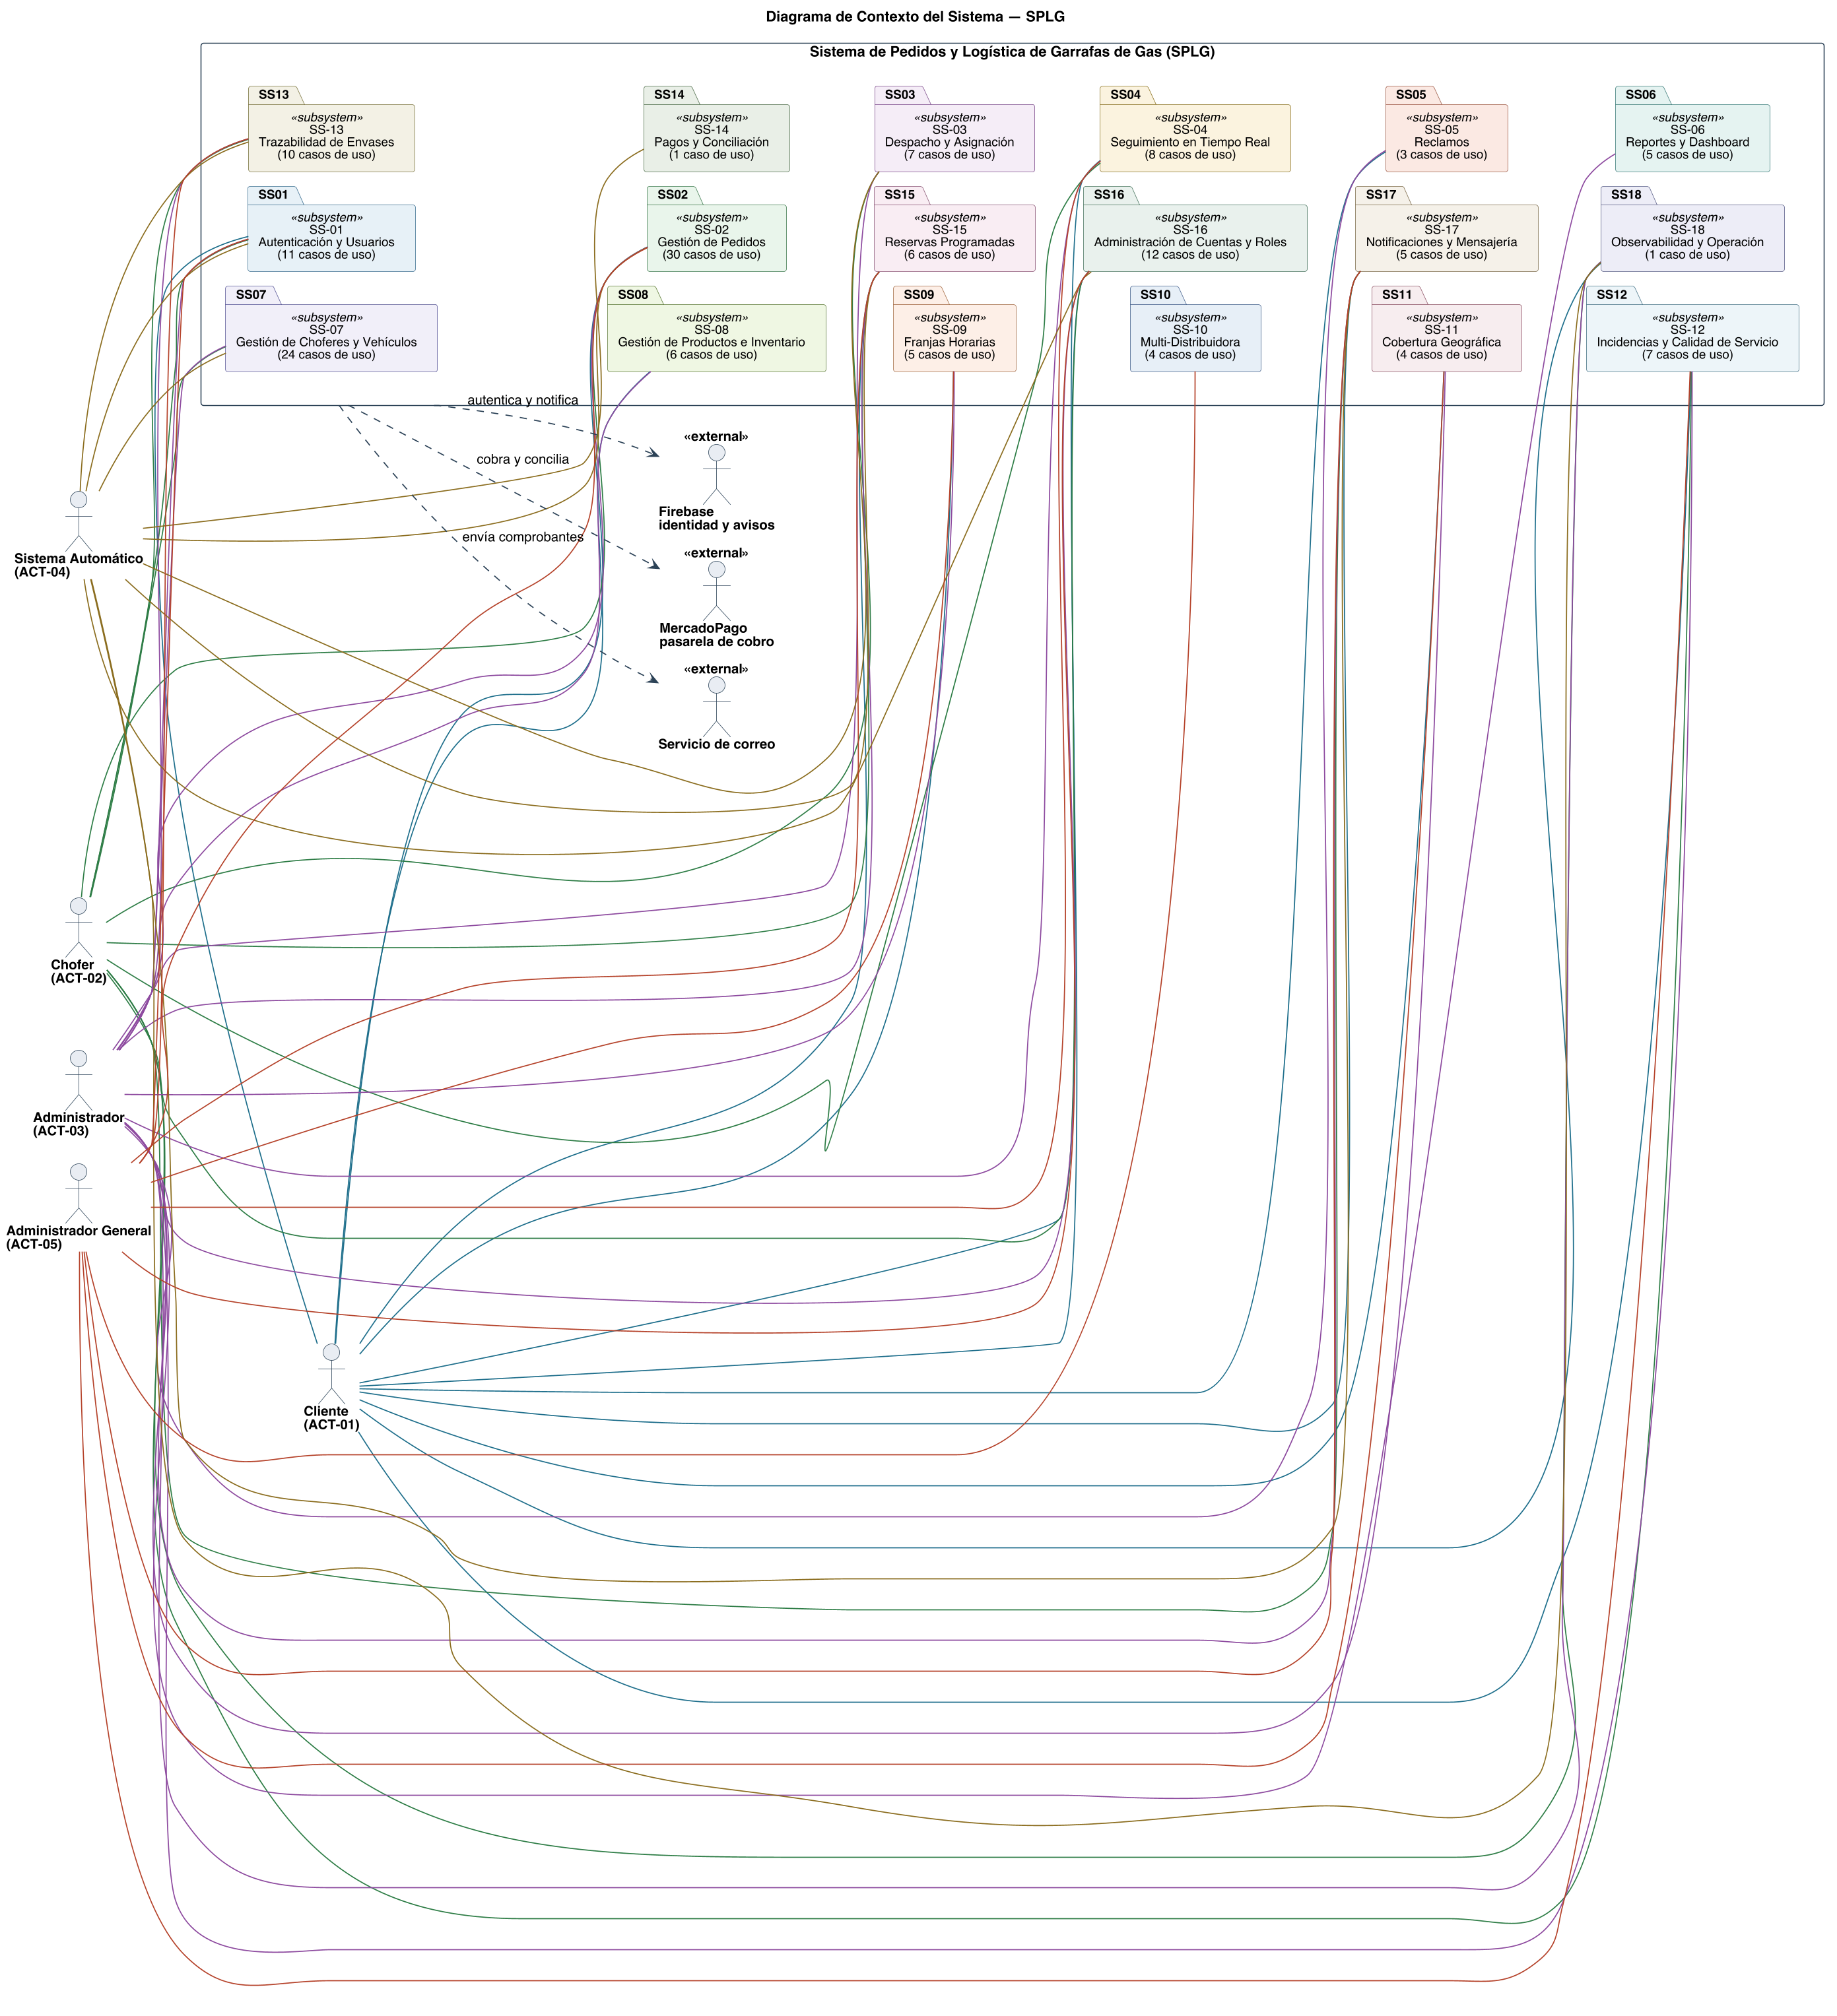 Diagrama de Contexto del Sistema — SPLG
Sistema de Pedidos y Logística de Garrafas de Gas (SPLG)
SS13
«subsystem»
SS-13
Trazabilidad de Envases
(10 casos de uso)
SS14
«subsystem»
SS-14
Pagos y Conciliación
(1 caso de uso)
SS03
«subsystem»
SS-03
Despacho y Asignación
(7 casos de uso)
SS04
«subsystem»
SS-04
Seguimiento en Tiempo Real
(8 casos de uso)
SS05
«subsystem»
SS-05
Reclamos
(3 casos de uso)
SS06
«subsystem»
SS-06
Reportes y Dashboard
(5 casos de uso)
SS01
«subsystem»
SS-01
Autenticación y Usuarios
(11 casos de uso)
SS02
«subsystem»
SS-02
Gestión de Pedidos
(30 casos de uso)
SS15
«subsystem»
SS-15
Reservas Programadas
(6 casos de uso)
SS16
«subsystem»
SS-16
Administración de Cuentas y Roles
(12 casos de uso)
SS17
«subsystem»
SS-17
Notificaciones y Mensajería
(5 casos de uso)
SS18
«subsystem»
SS-18
Observabilidad y Operación
(1 caso de uso)
SS07
«subsystem»
SS-07
Gestión de Choferes y Vehículos
(24 casos de uso)
SS08
«subsystem»
SS-08
Gestión de Productos e Inventario
(6 casos de uso)
SS09
«subsystem»
SS-09
Franjas Horarias
(5 casos de uso)
SS10
«subsystem»
SS-10
Multi-Distribuidora
(4 casos de uso)
SS11
«subsystem»
SS-11
Cobertura Geográfica
(4 casos de uso)
SS12
«subsystem»
SS-12
Incidencias y Calidad de Servicio
(7 casos de uso)
autentica y notifica
cobra y concilia
envía comprobantes
«external»
Firebase
identidad y avisos
«external»
MercadoPago
pasarela de cobro
«external»
Servicio de correo
Sistema Automático
(ACT-04)
Chofer
(ACT-02)
Administrador
(ACT-03)
Administrador General
(ACT-05)
Cliente
(ACT-01)